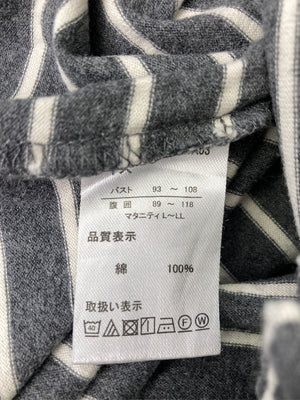 バスト 93 ～ 108
腹囲 89 ～ 118
マタニティ L～LL
品質表示
綿 100%
取扱い表示
40 F W